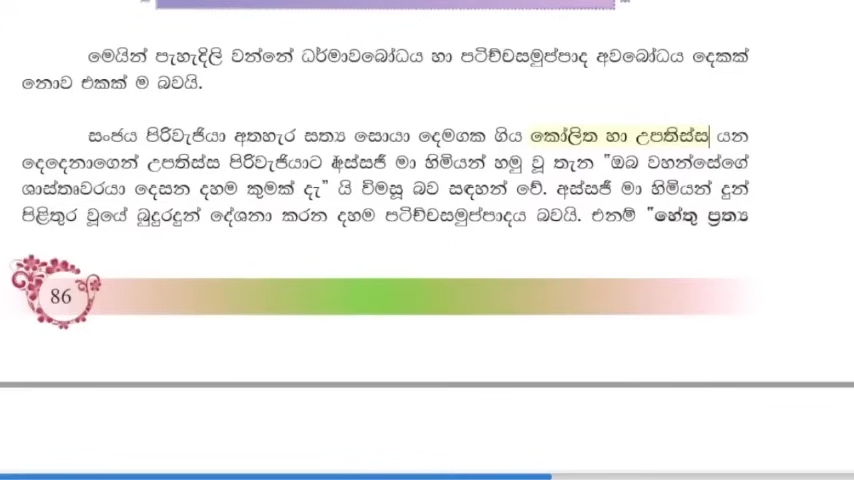 මෙයින් පැහැදිලි වන්නේ ධර්මාවබෝධය හා පටිච්චසමුප්පාද අවබෝධය දෙකක්
නොව එකක් ම බවයි.
සංජය පිරිවැජියා අතහැර සත්‍ය සොයා දෙමගක ගිය කෝලිත හා උපතිස්ස යන
දෙදෙනාගෙන් උපතිස්ස පිරිවැජියාට අස්සජි මා හිමියන් හමු වූ තැන "ඔබ වහන්සේගේ
ශාස්තෘවරයා දෙසන දහම කුමක් දැ" යි විමසූ බව සඳහන් වේ. අස්සජි මා හිමියන් දුන්
පිළිතුර වූයේ බුදුරදුන් දේශනා කරන දහම පටිච්චසමුප්පාදය බවයි. එනම් "හේතු ප්‍රත්‍ය
86